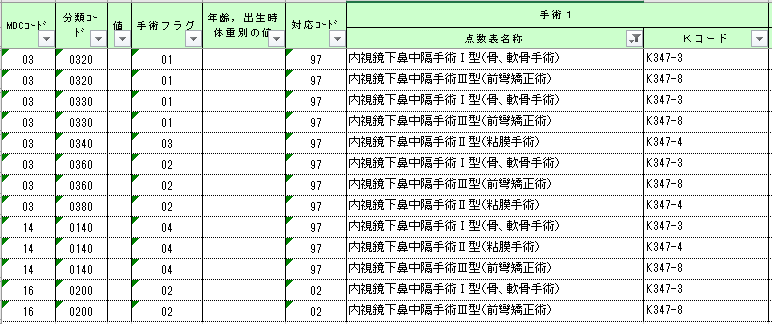 MDCコード 分類コード 値 手術フラグ 年齢，出生時体重別の値 対応コード 手術１
点数表名称 Ｋコード
03 0320 01 97 内視鏡下鼻中隔手術Ⅰ型(骨、軟骨手術) K347-3
03 0320 01 97 内視鏡下鼻中隔手術Ⅲ型(前彎矯正術) K347-8
03 0330 01 97 内視鏡下鼻中隔手術Ⅰ型(骨、軟骨手術) K347-3
03 0330 01 97 内視鏡下鼻中隔手術Ⅲ型(前彎矯正術) K347-8
03 0340 03 97 内視鏡下鼻中隔手術Ⅱ型(粘膜手術) K347-4
03 0360 02 97 内視鏡下鼻中隔手術Ⅰ型(骨、軟骨手術) K347-3
03 0360 02 97 内視鏡下鼻中隔手術Ⅲ型(前彎矯正術) K347-8
03 0380 02 97 内視鏡下鼻中隔手術Ⅱ型(粘膜手術) K347-4
14 0140 04 97 内視鏡下鼻中隔手術Ⅰ型(骨、軟骨手術) K347-3
14 0140 04 97 内視鏡下鼻中隔手術Ⅱ型(粘膜手術) K347-4
14 0140 04 97 内視鏡下鼻中隔手術Ⅲ型(前彎矯正術) K347-8
16 0200 02 02 内視鏡下鼻中隔手術Ⅰ型(骨、軟骨手術) K347-3
16 0200 02 02 内視鏡下鼻中隔手術Ⅲ型(前彎矯正術) K347-8